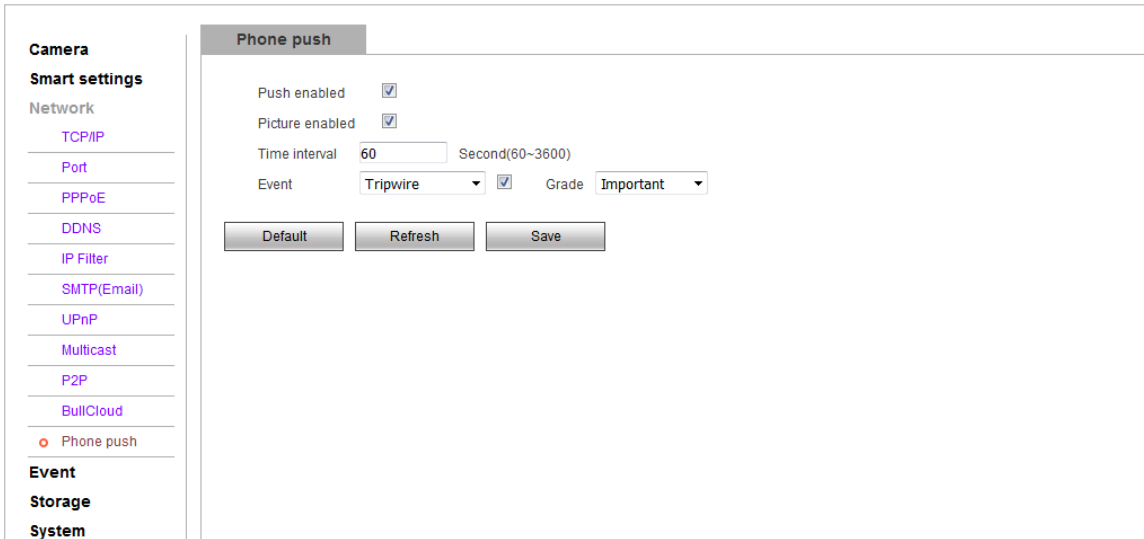 Camera
Smart settings
Network
TCP/IP
Port
PPPoE
DDNS
IP Filter
SMTP(Email)
UPnP
Multicast
P2P
BullCloud
Phone push
Event
Storage
System
Phone push
Push enabled
Picture enabled
Time interval 60 Second(60~3600)
Event Tripwire Grade Important
Default Refresh Save